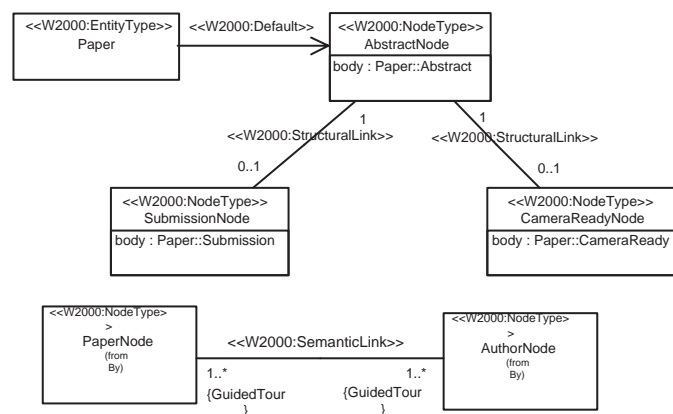 <<W2000:EntityType>>
Paper
<<W2000:Default>>
<<W2000:NodeType>>
AbstractNode
body : Paper::Abstract
1
1
<<W2000:StructuralLink>>
<<W2000:StructuralLink>>
0..1
0..1
<<W2000:NodeType>>
SubmissionNode
body : Paper::Submission
<<W2000:NodeType>>
CameraReadyNode
body : Paper::CameraReady
<<W2000:NodeType>
>
PaperNode
(from
By)
<<W2000:SemanticLink>>
1..*
{GuidedTour
}
1..*
{GuidedTour
}
<<W2000:NodeType>
>
AuthorNode
(from
By)